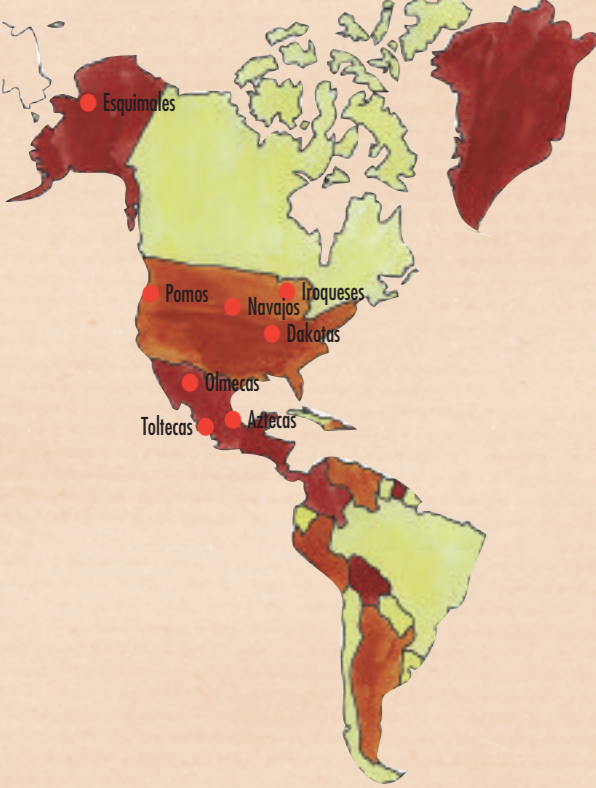 Esquimales
Iroqueses
Pomos
Navajos
Dakotas
Olmecas
Aztecas
Toltecas